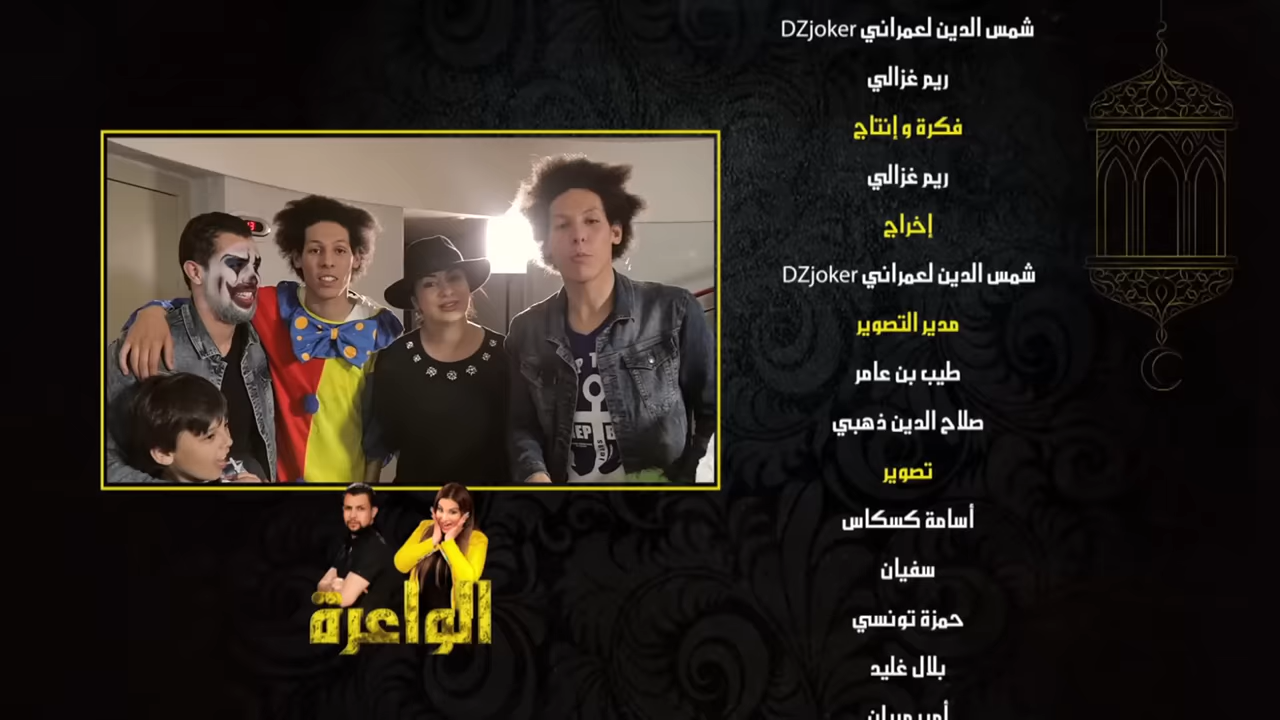 شمس الدين لعمراني DZjoker
ريم غزالي
فكرة و إنتاج
ريم غزالي
إخراج
شمس الدين لعمراني DZjoker
مدير التصوير
طيب بن عامر
صلاح الدين ذهبي
تصوير
أسامة كسكاس
سفيان
حمزة تونسي
بلال غليد
الواعرة